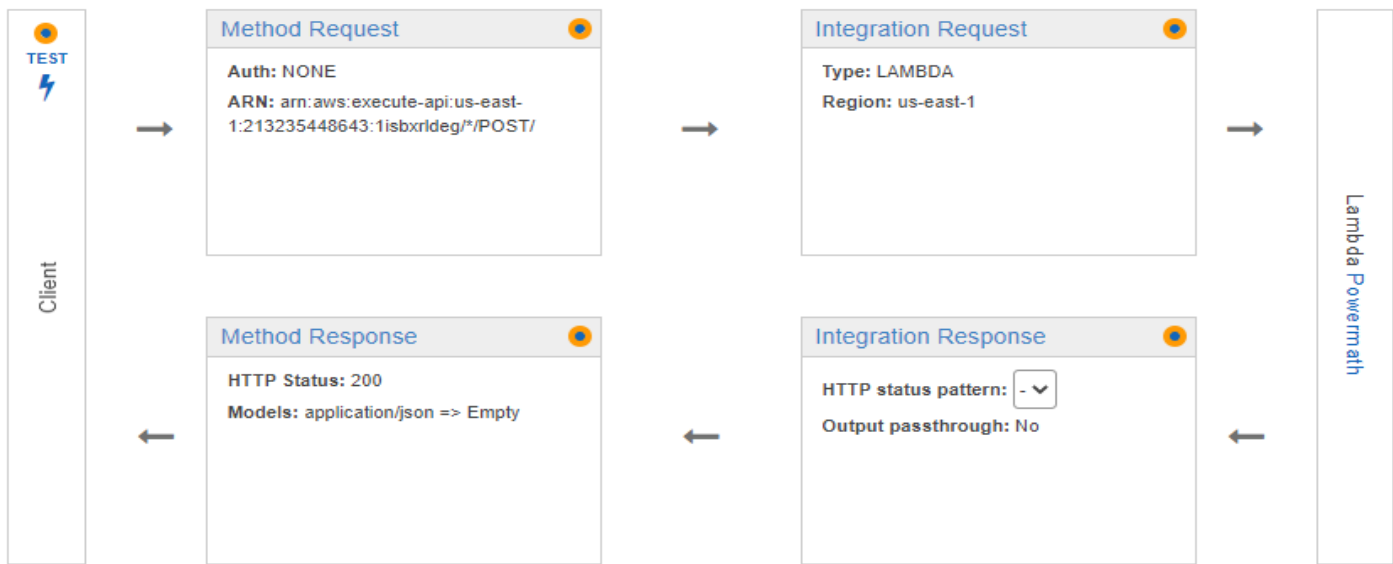 TEST
Client
Method Request
Auth: NONE
ARN: arn:aws:execute-api:us-east-
1:213235448643:1isbxrldeg/*/POST/
Integration Request
Type: LAMBDA
Region: us-east-1
Lambda Powermath
Method Response
HTTP Status: 200
Models: application/json => Empty
Integration Response
HTTP status pattern: -
Output passthrough: No